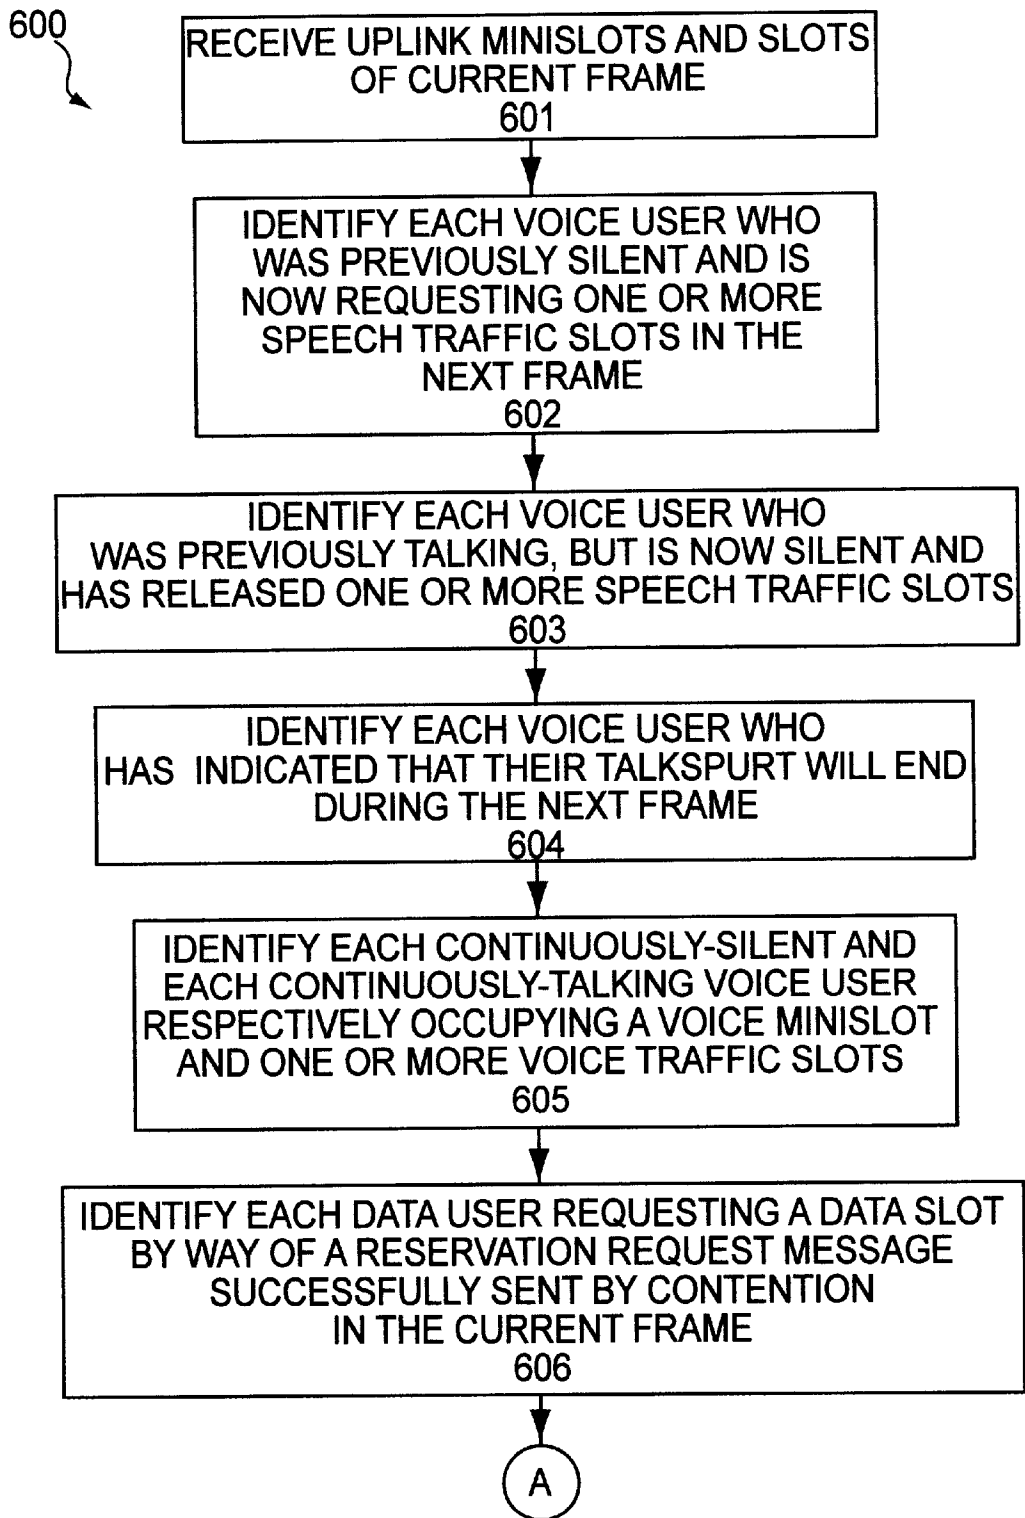 600
RECEIVE UPLINK MINISLOTS AND SLOTS
OF CURRENT FRAME
601
IDENTIFY EACH VOICE USER WHO
WAS PREVIOUSLY SILENT AND IS
NOW REQUESTING ONE OR MORE
SPEECH TRAFFIC SLOTS IN THE
NEXT FRAME
602
IDENTIFY EACH VOICE USER WHO
WAS PREVIOUSLY TALKING, BUT IS NOW SILENT AND
HAS RELEASED ONE OR MORE SPEECH TRAFFIC SLOTS
603
IDENTIFY EACH VOICE USER WHO
HAS INDICATED THAT THEIR TALKSPURT WILL END
DURING THE NEXT FRAME
604
IDENTIFY EACH CONTINUOUSLY-SILENT AND
EACH CONTINUOUSLY-TALKING VOICE USER
RESPECTIVELY OCCUPYING A VOICE MINISLOT
AND ONE OR MORE VOICE TRAFFIC SLOTS
605
IDENTIFY EACH DATA USER REQUESTING A DATA SLOT
BY WAY OF A RESERVATION REQUEST MESSAGE
SUCCESSFULLY SENT BY CONTENTION
IN THE CURRENT FRAME
606
A